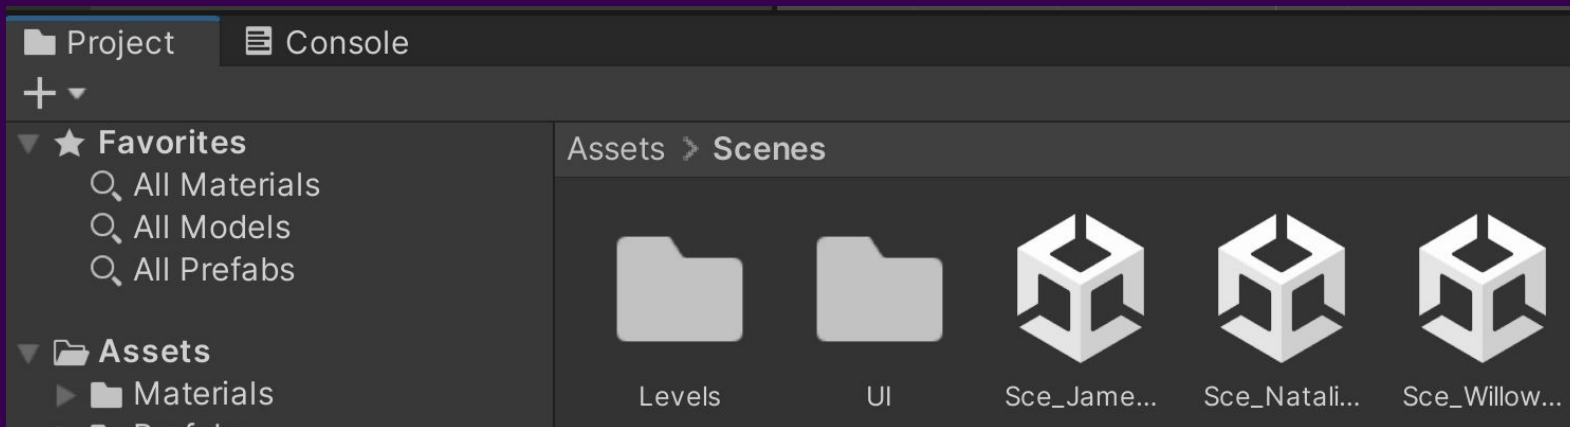 Project
Console
Favorites
All Materials
All Models
All Prefabs
Assets
Materials
Assets > Scenes
Levels
UI
Sce_Jame...
Sce_Natali...
Sce_Willow...